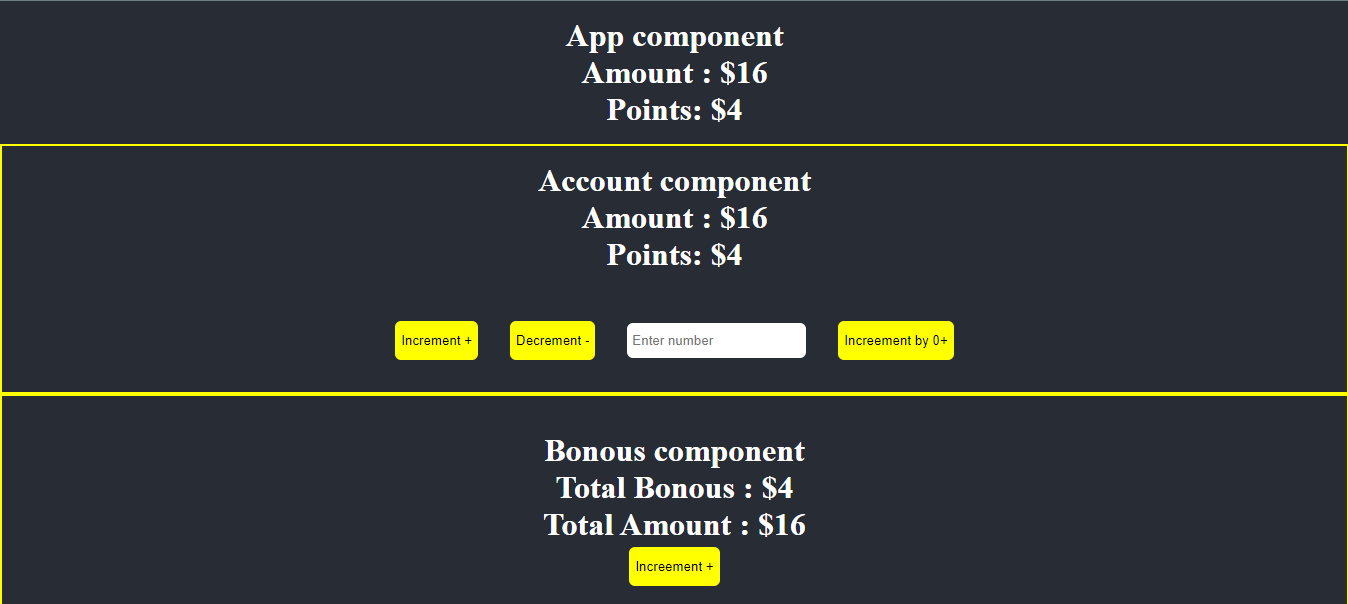 App component
Amount : $16
Points: $4
Account component
Amount : $16
Points: $4
Increment + Decrement - Enter number Increement by 0+
Bonous component
Total Bonous : $4
Total Amount : $16
Increement +